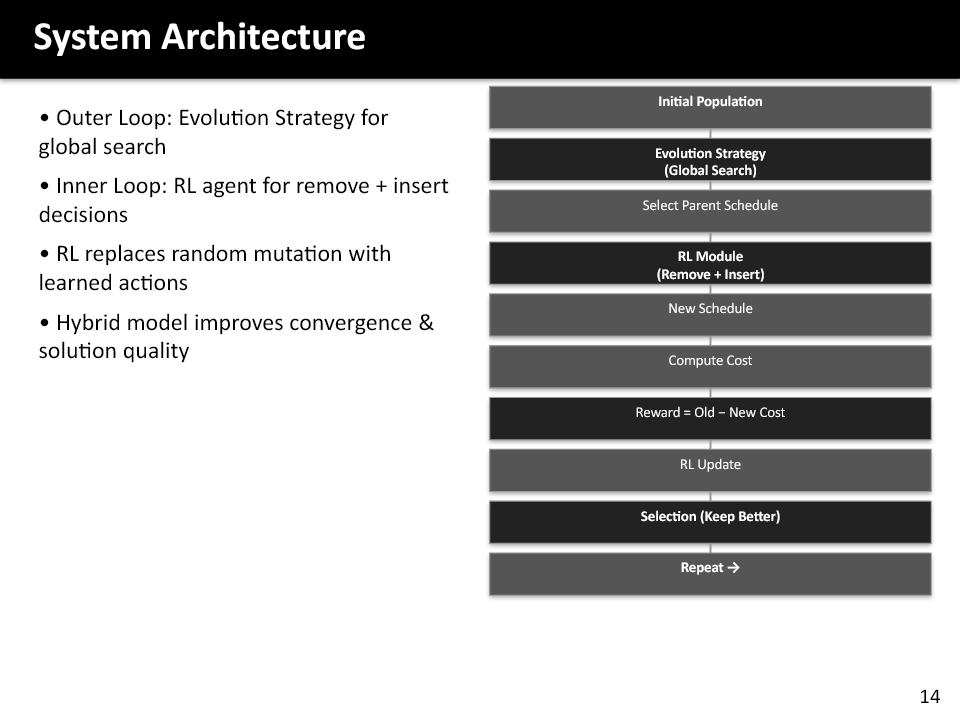 System Architecture
• Outer Loop: Evolution Strategy for
global search
• Inner Loop: RL agent for remove + insert
decisions
• RL replaces random mutation with
learned actions
• Hybrid model improves convergence &
solution quality
Initial Population
Evolution Strategy
(Global Search)
Select Parent Schedule
RL Module
(Remove + Insert)
New Schedule
Compute Cost
Reward = Old − New Cost
RL Update
Selection (Keep Better)
Repeat →
14